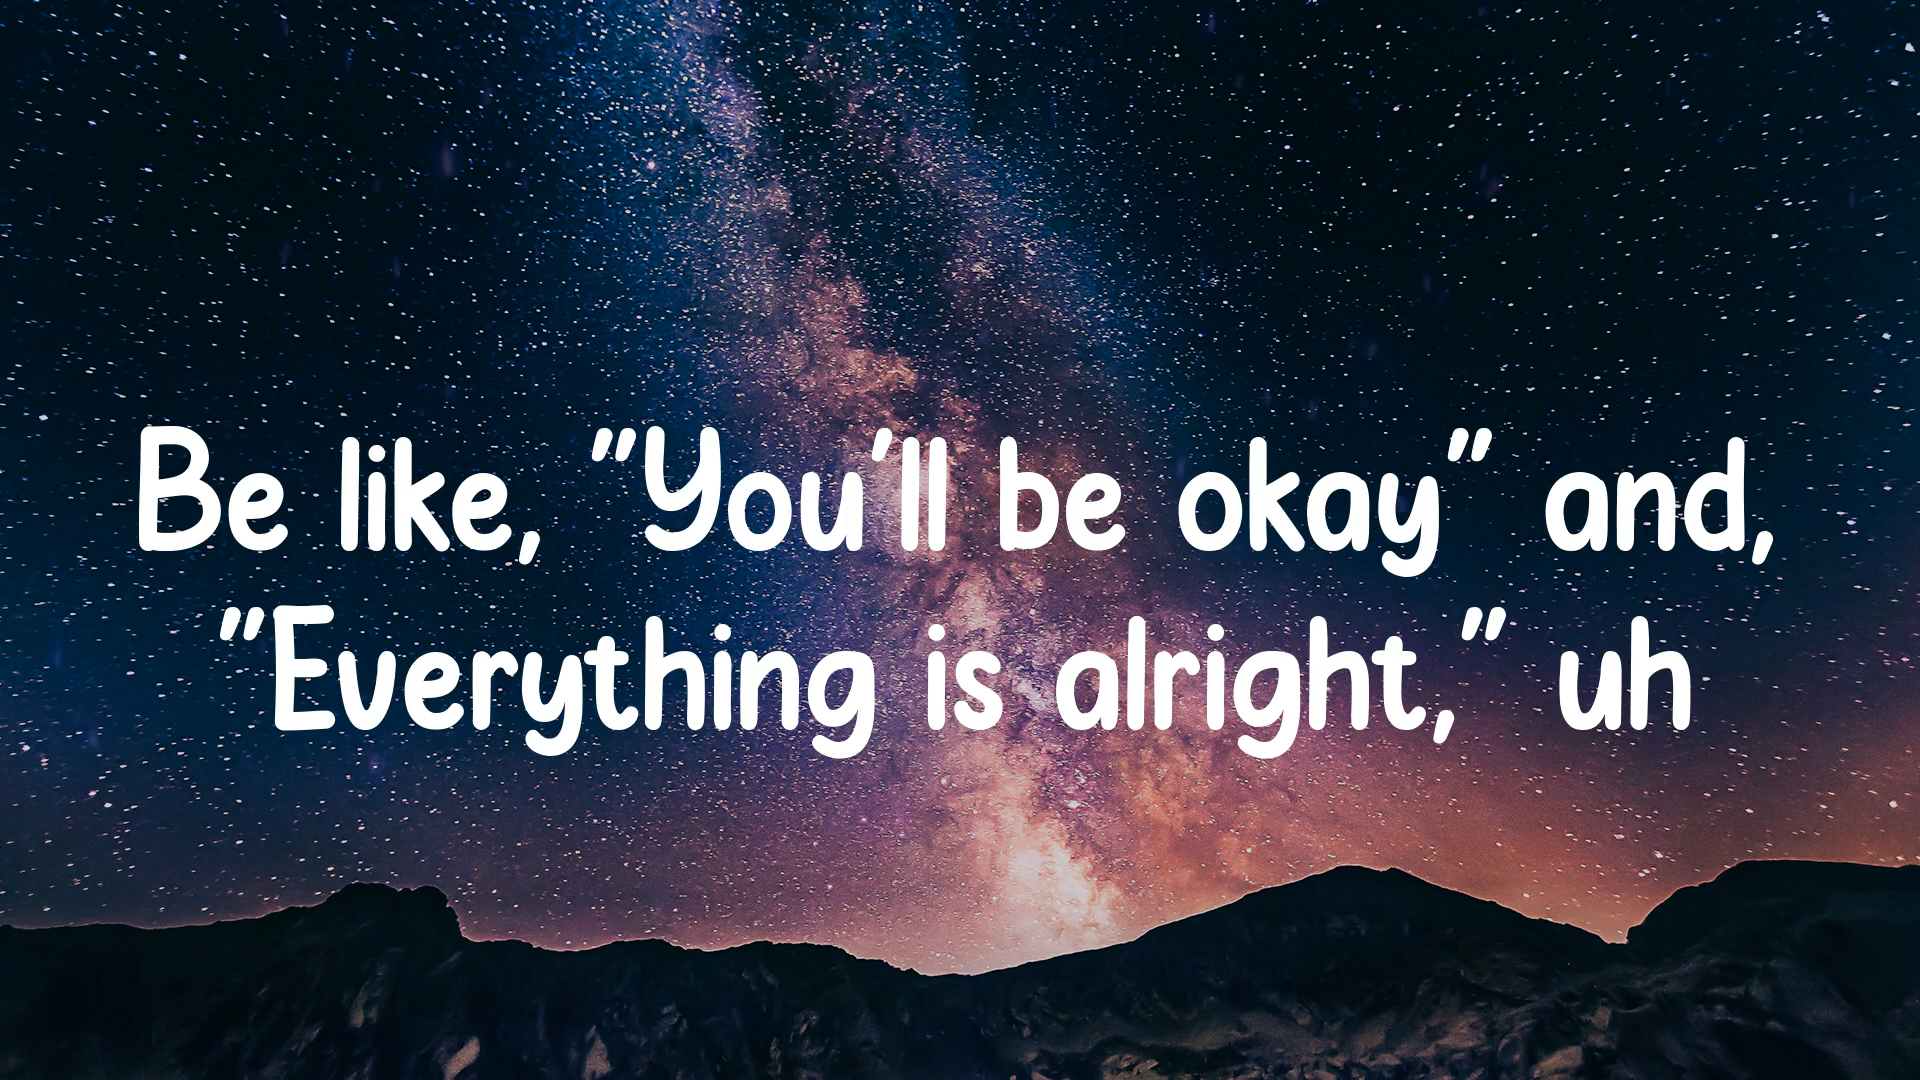 Be like, "You'll be okay" and,
"Everything is alright," uh